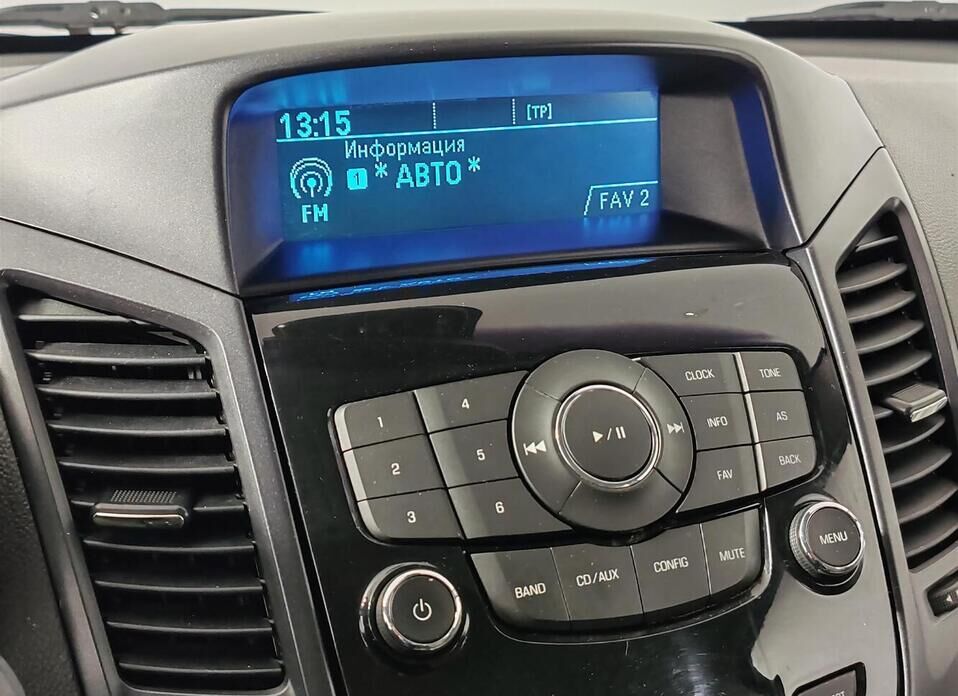 13:15 [TP]
Информация
1 * АВТО *
FM FAV 2
1 4 CLOCK TONE
2 5 INFO AS
3 6 FAV BACK
BAND CD/AUX CONFIG MUTE MENU